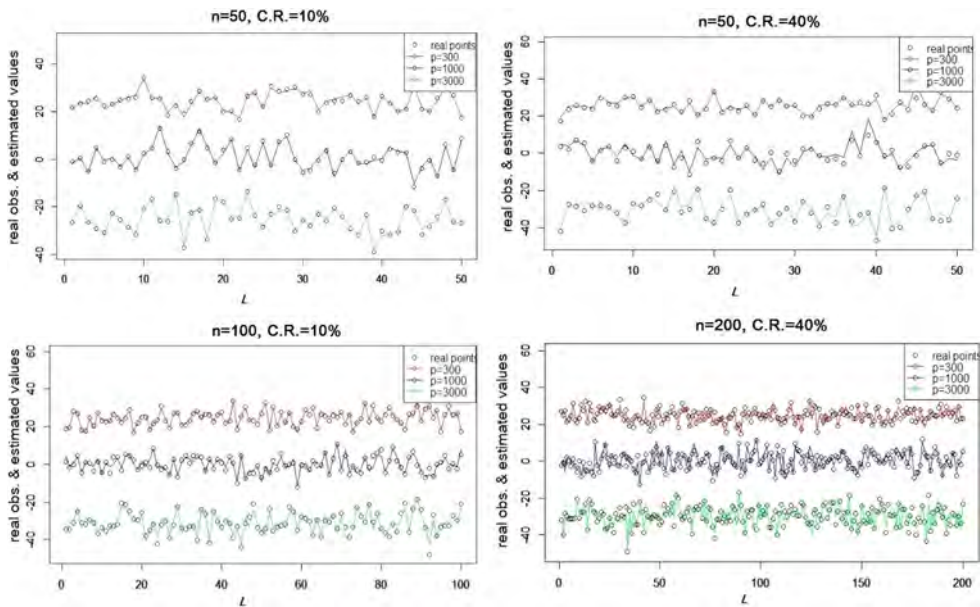 n=50, C.R.=10%
real obs. & estimated values
40
20
0
-20
-40
real points
p=300
p=1000
p=3000
0 10 20 30 40 50
L
n=50, C.R.=40%
real obs. & estimated values
60
40
20
0
-20
-40
real points
p=300
p=1000
p=3000
0 10 20 30 40 50
L
n=100, C.R.=10%
real obs. & estimated values
60
40
20
0
-20
-40
real points
p=300
p=1000
p=3000
0 20 40 60 80 100
L
n=200, C.R.=40%
real obs. & estimated values
60
40
20
0
-20
-40
real points
p=300
p=1000
p=3000
0 50 100 150 200
L